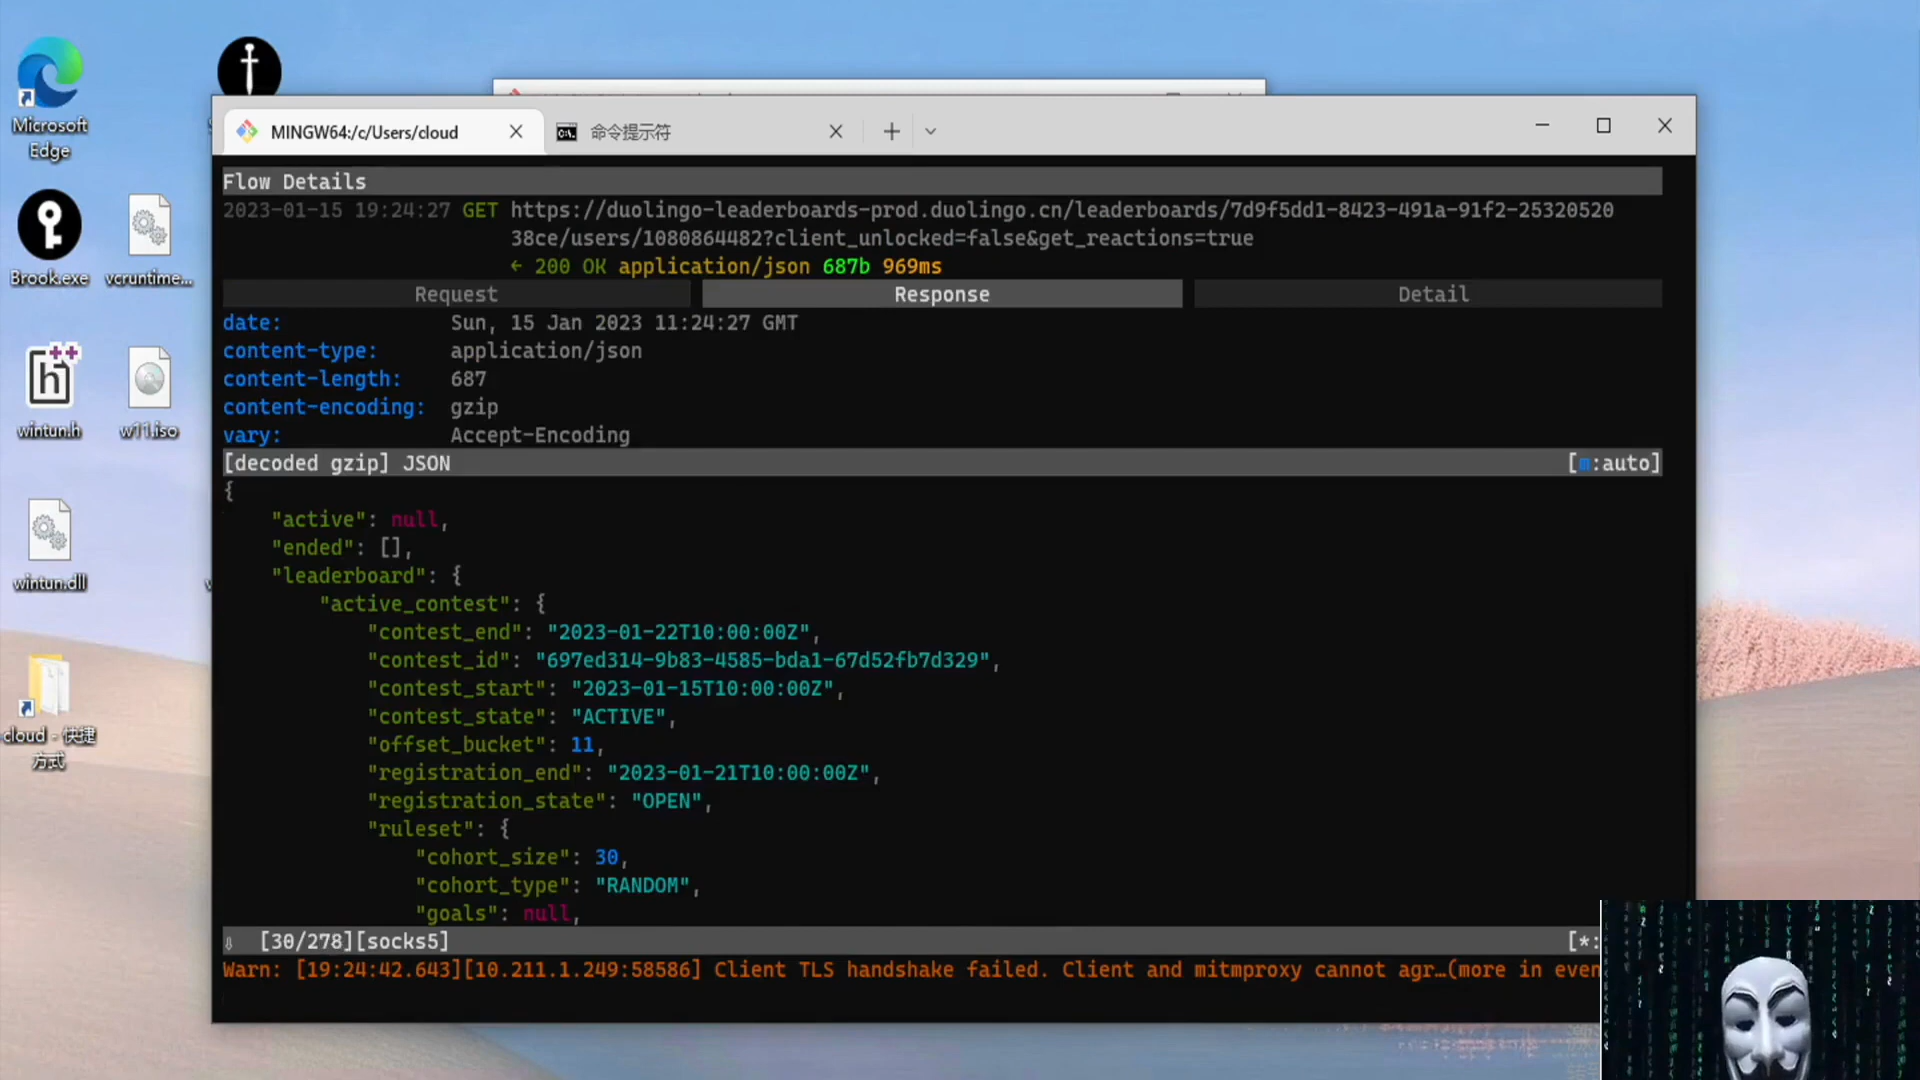 Microsoft
Edge
Brook.exe
vcruntime...
wintun.h
w11.iso
wintun.dll
cloud - 快捷
方式
MINGW64:/c/Users/cloud
命令提示符
Flow Details
2023-01-15 19:24:27 GET https://duolingo-leaderboards-prod.duolingo.cn/leaderboards/7d9f5dd1-8423-491a-91f2-25320520
38ce/users/1080864482?client_unlocked=false&get_reactions=true
← 200 OK application/json 687b 969ms
Request Response Detail
date: Sun, 15 Jan 2023 11:24:27 GMT
content-type: application/json
content-length: 687
content-encoding: gzip
vary: Accept-Encoding
[decoded gzip] JSON [m:auto]
{
"active": null,
"ended": [],
"leaderboard": {
"active_contest": {
"contest_end": "2023-01-22T10:00:00Z",
"contest_id": "697ed314-9b83-4585-bda1-67d52fb7d329",
"contest_start": "2023-01-15T10:00:00Z",
"contest_state": "ACTIVE",
"offset_bucket": 11,
"registration_end": "2023-01-21T10:00:00Z",
"registration_state": "OPEN",
"ruleset": {
"cohort_size": 30,
"cohort_type": "RANDOM",
"goals": null,
⇩ [30/278][socks5] [*:
Warn: [19:24:42.643][10.211.1.249:58586] Client TLS handshake failed. Client and mitmproxy cannot agr…(more in even